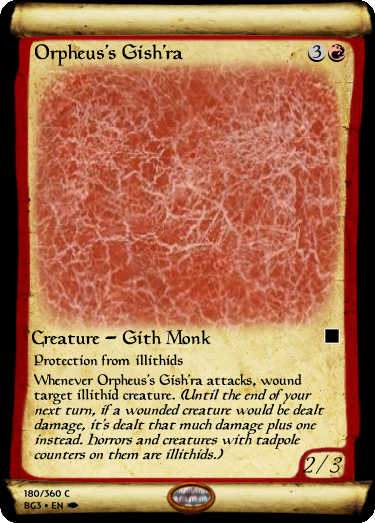 Orpheus's Gish'ra 3
Creature – Gith Monk
Protection from illithids
Whenever Orpheus's Gish'ra attacks, wound
target illithid creature. (Until the end of your
next turn, if a wounded creature would be dealt
damage, it's dealt that much damage plus one
instead. Horrors and creatures with tadpole
counters on them are illithids.)
2/3
180/360 C
BG3 • EN